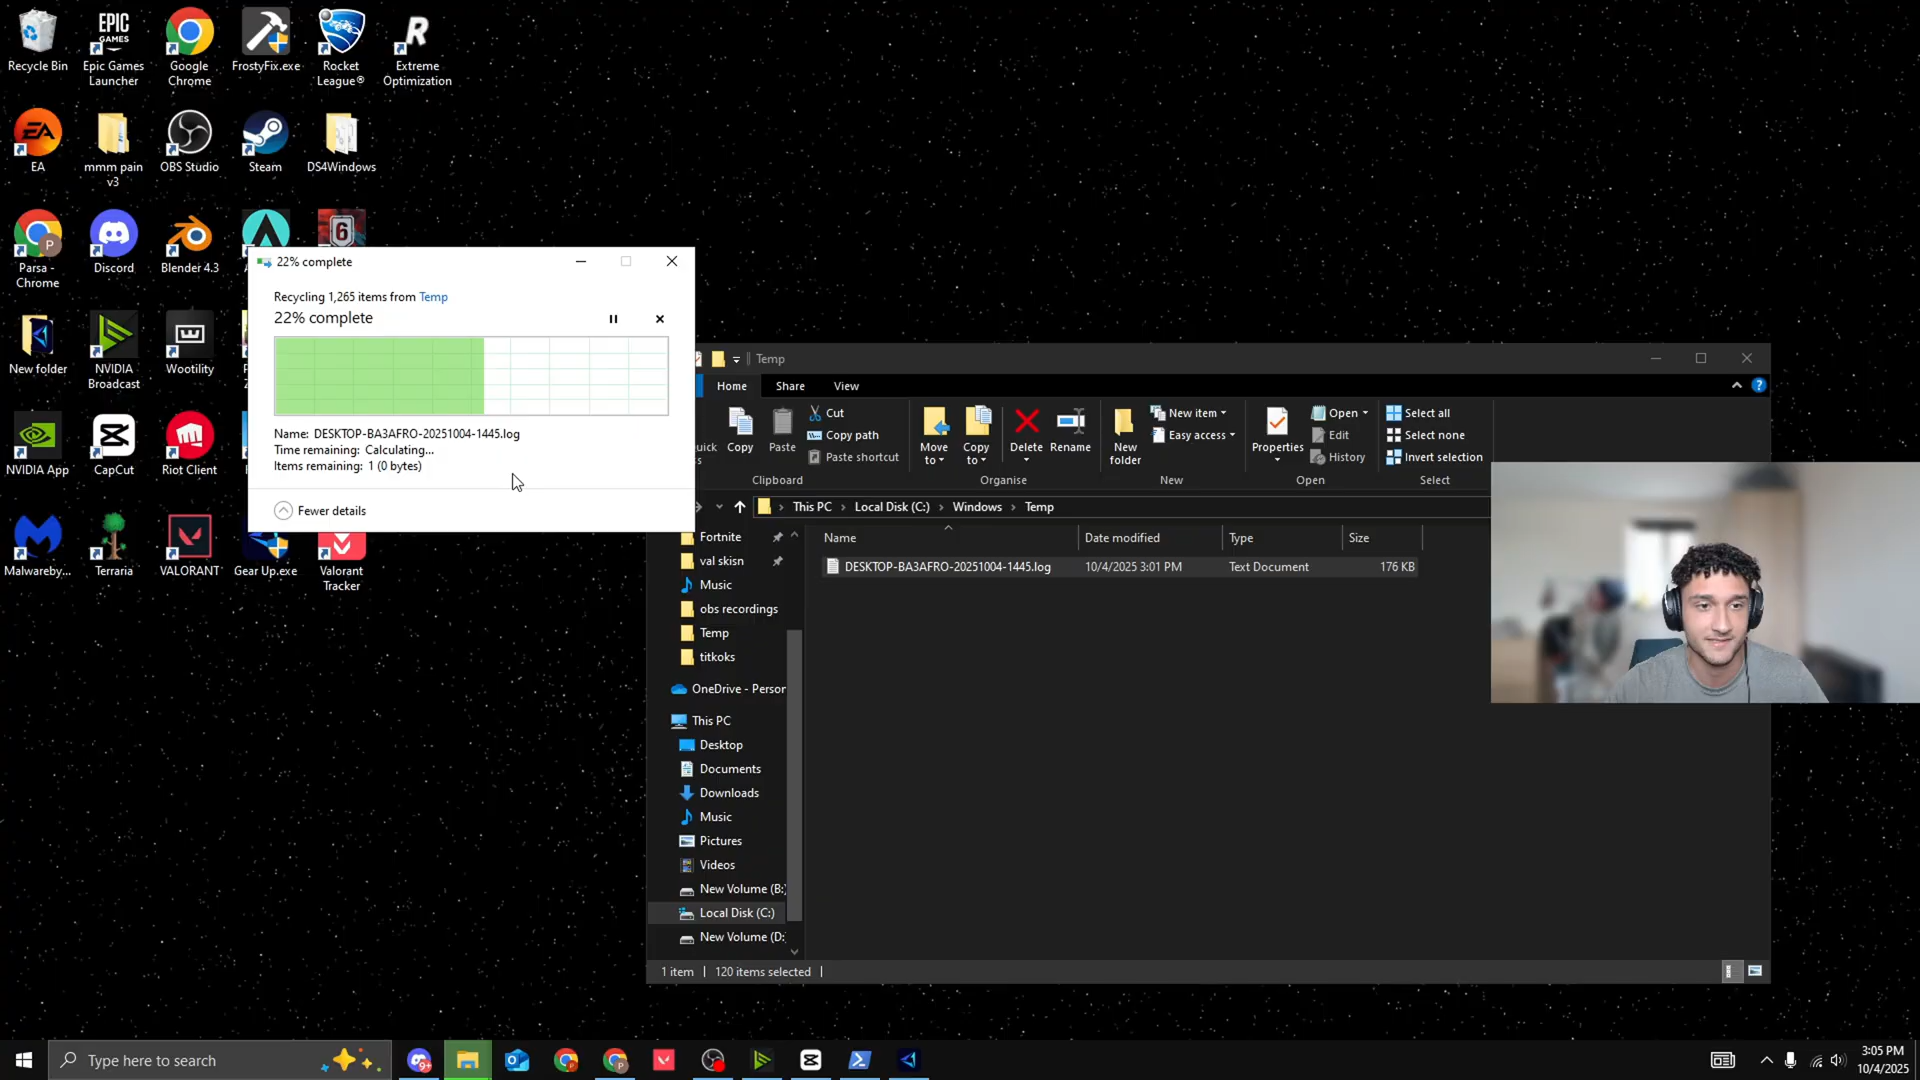 Recycle Bin
EPIC
GAMES
Epic Games
Launcher
Google
Chrome
FrostyFix.exe
Rocket
League®
R
Extreme
Optimization
EA
EA
mmm pain
v3
OBS Studio
Steam
DS4Windows
P
Parsa -
Chrome
Discord
Blender 4.3
6
New folder
NVIDIA
Broadcast
Wootility
NVIDIA App
CapCut
Riot Client
Malwareby...
Terraria
VALORANT
Gear Up.exe
Valorant
Tracker
22% complete
Recycling 1,265 items from Temp
22% complete
Name: DESKTOP-BA3AFRO-20251004-1445.log
Time remaining: Calculating...
Items remaining: 1 (0 bytes)
Fewer details
Temp
Home Share View
Copy
Paste
Cut
Copy path
Paste shortcut
Clipboard
Move
to
Copy
to
Delete
Rename
Organise
New
folder
New item
Easy access
New
Properties
Open
Edit
History
Open
Select all
Select none
Invert selection
Select
This PC > Local Disk (C:) > Windows > Temp
Name Date modified Type Size
DESKTOP-BA3AFRO-20251004-1445.log 10/4/2025 3:01 PM Text Document 176 KB
Fortnite
val skisn
Music
obs recordings
Temp
titkoks
OneDrive - Person
This PC
Desktop
Documents
Downloads
Music
Pictures
Videos
New Volume (B:)
Local Disk (C:)
New Volume (D:
1 item | 120 items selected |
Type here to search
9+
3:05 PM
10/4/2025